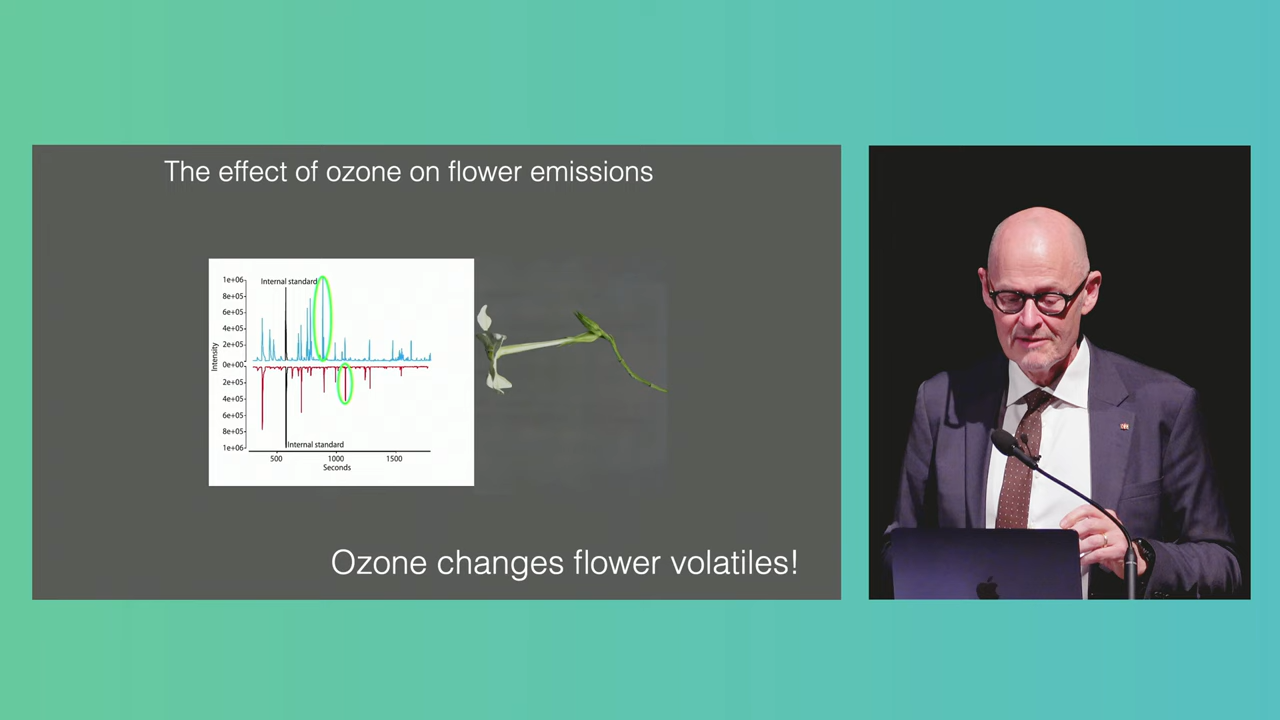 The effect of ozone on flower emissions
Internal standard
1e+06
8e+05
6e+05
4e+05
2e+05
0e+00
2e+05
4e+05
6e+05
8e+05
1e+06
Intensity
Internal standard
500 1000 1500
Seconds
Ozone changes flower volatiles!